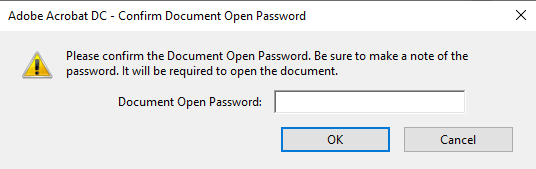 Adobe Acrobat DC - Confirm Document Open Password
Please confirm the Document Open Password. Be sure to make a note of the
password. It will be required to open the document.
Document Open Password:
OK Cancel